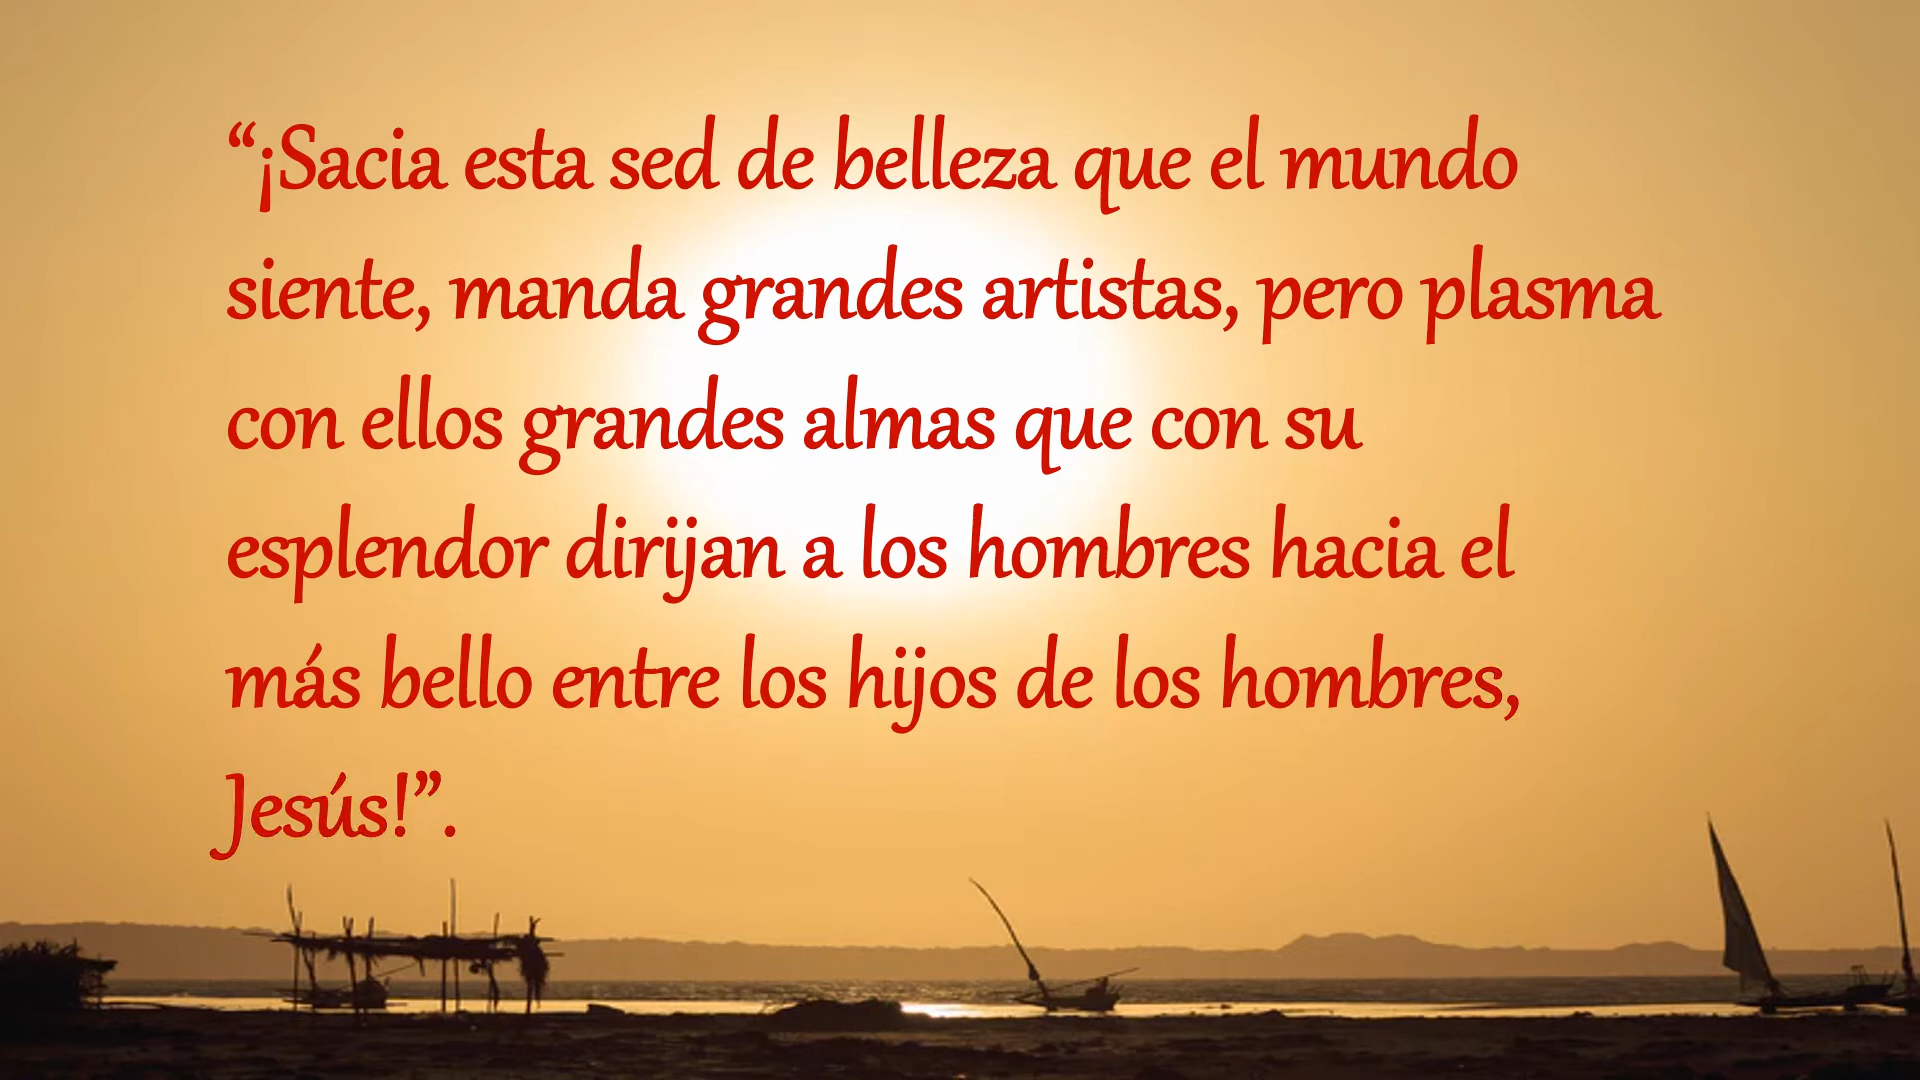 “¡Sacia esta sed de belleza que el mundo
siente, manda grandes artistas, pero plasma
con ellos grandes almas que con su
esplendor dirijan a los hombres hacia el
más bello entre los hijos de los hombres,
Jesús!”.